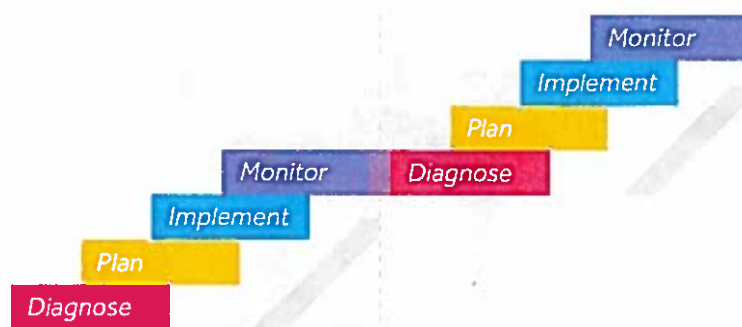 Monitor
Implement
Plan
Monitor Diagnose
Implement
Plan
Diagnose